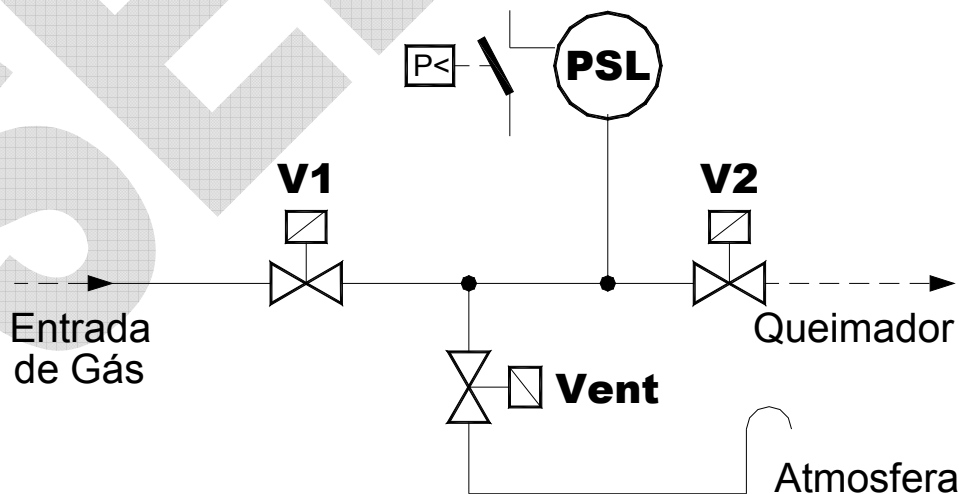 P<
PSL
V1
V2
Entrada
de Gás
Queimador
Vent
Atmosfera